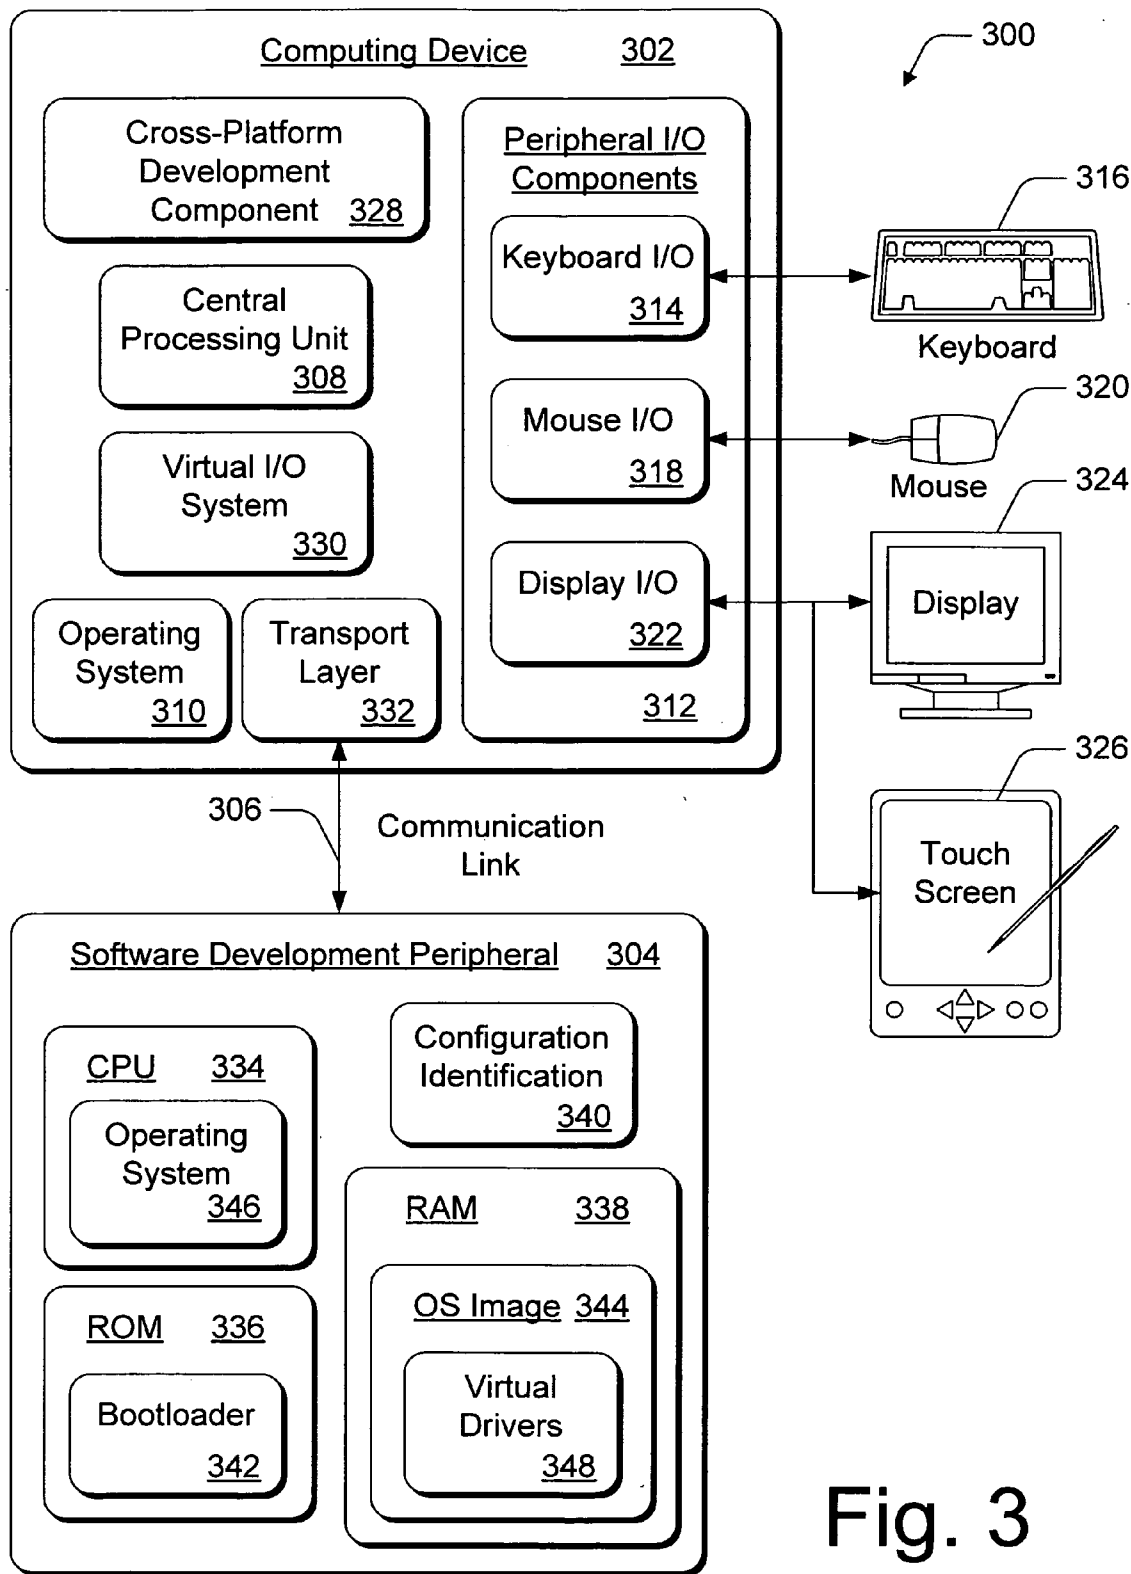 Computing Device 302
300
Cross-Platform
Development
Component 328
Central
Processing Unit
308
Virtual I/O
System
330
Operating
System
310
Transport
Layer
332
Peripheral I/O
Components
Keyboard I/O
314
Mouse I/O
318
Display I/O
322
312
316
Keyboard
320
Mouse
324
Display
326
Touch
Screen
306
Communication
Link
Software Development Peripheral 304
CPU 334
Operating
System
346
Configuration
Identification
340
ROM 336
Bootloader
342
RAM 338
OS Image 344
Virtual
Drivers
348
Fig. 3